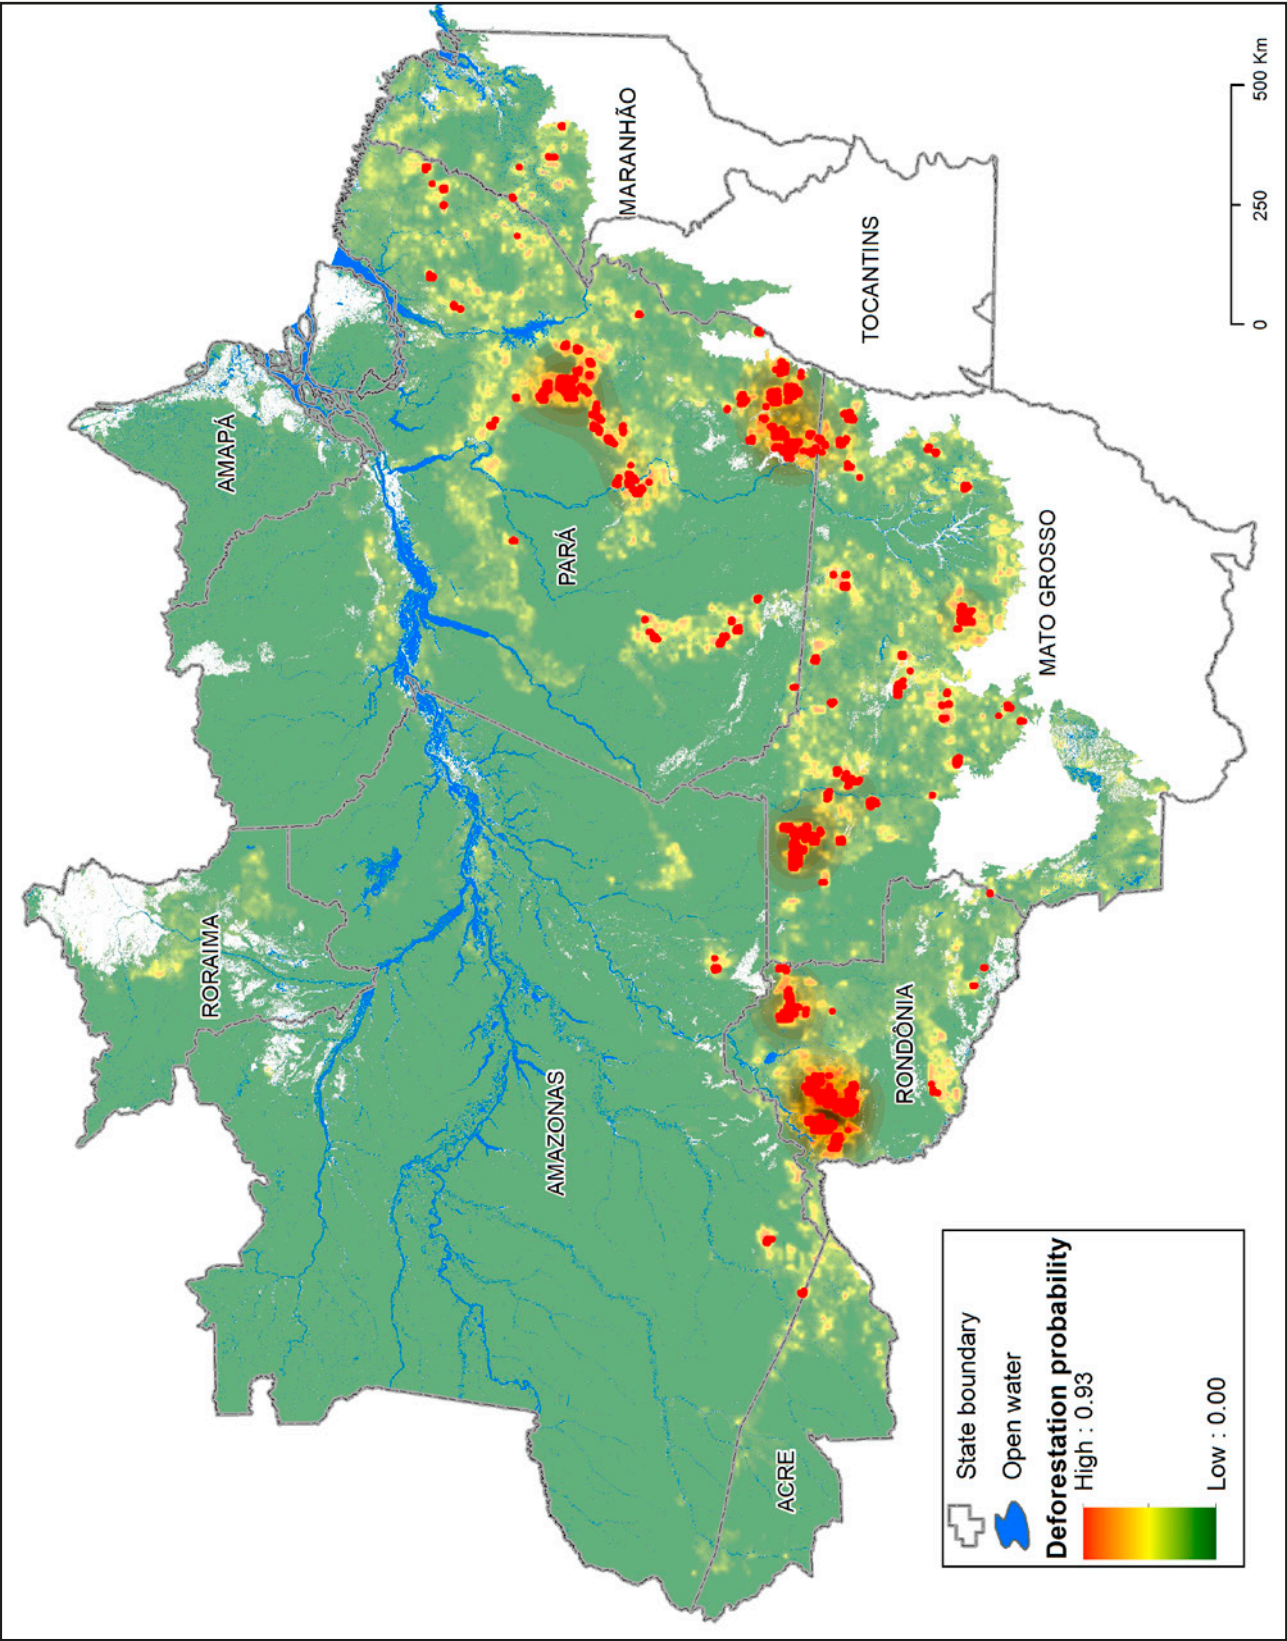 RORAIMA
AMAPÁ
AMAZONAS
PARÁ
MARANHÃO
ACRE
RONDÔNIA
MATO GROSSO
TOCANTINS
State boundary
Open water
Deforestation probability
High : 0.93
Low : 0.00
0 250 500 Km